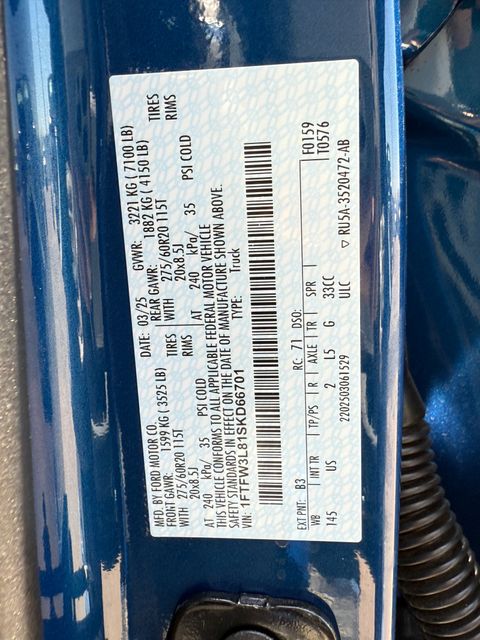 MFD. BY FORD MOTOR CO. DATE: 03/25 GVWR: 3221 KG ( 7100 LB)
FRONT GAWR: 1599 KG ( 3525 LB) REAR GAWR: 1882 KG ( 4150 LB)
WITH 275/60R20 115T TIRES WITH 275/60R20 115T TIRES
20x8.5J RIMS 20x8.5J RIMS
AT 240 kPa/ 35 PSI COLD AT 240 kPa/ 35 PSI COLD
THIS VEHICLE CONFORMS TO ALL APPLICABLE FEDERAL MOTOR VEHICLE
SAFETY STANDARDS IN EFFECT ON THE DATE OF MANUFACTURE SHOWN ABOVE.
VIN: 1FTFW3L81SKD66701 TYPE: Truck
EXT PNT: B3 RC: 71 DSO: F0159
WB INT TR TP/PS R AXLE TR SPR T0576
145 US 2 L5 G 33CC
2202503061529 ULC ▽ RU5A-3520472-AB